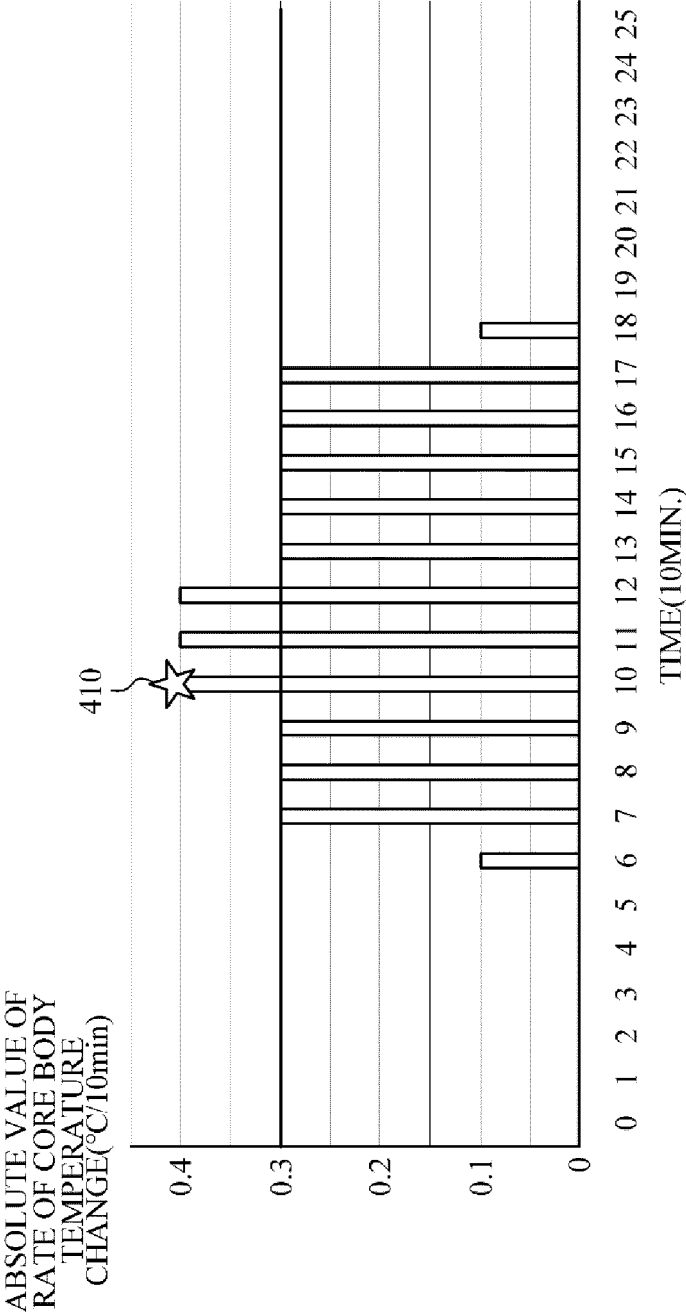 ABSOLUTE VALUE OF
RATE OF CORE BODY
TEMPERATURE
CHANGE(°C/10min)
410
0.4
0.3
0.2
0.1
0
0 1 2 3 4 5 6 7 8 9 10 11 12 13 14 15 16 17 18 19 20 21 22 23 24 25
TIME(10MIN.)